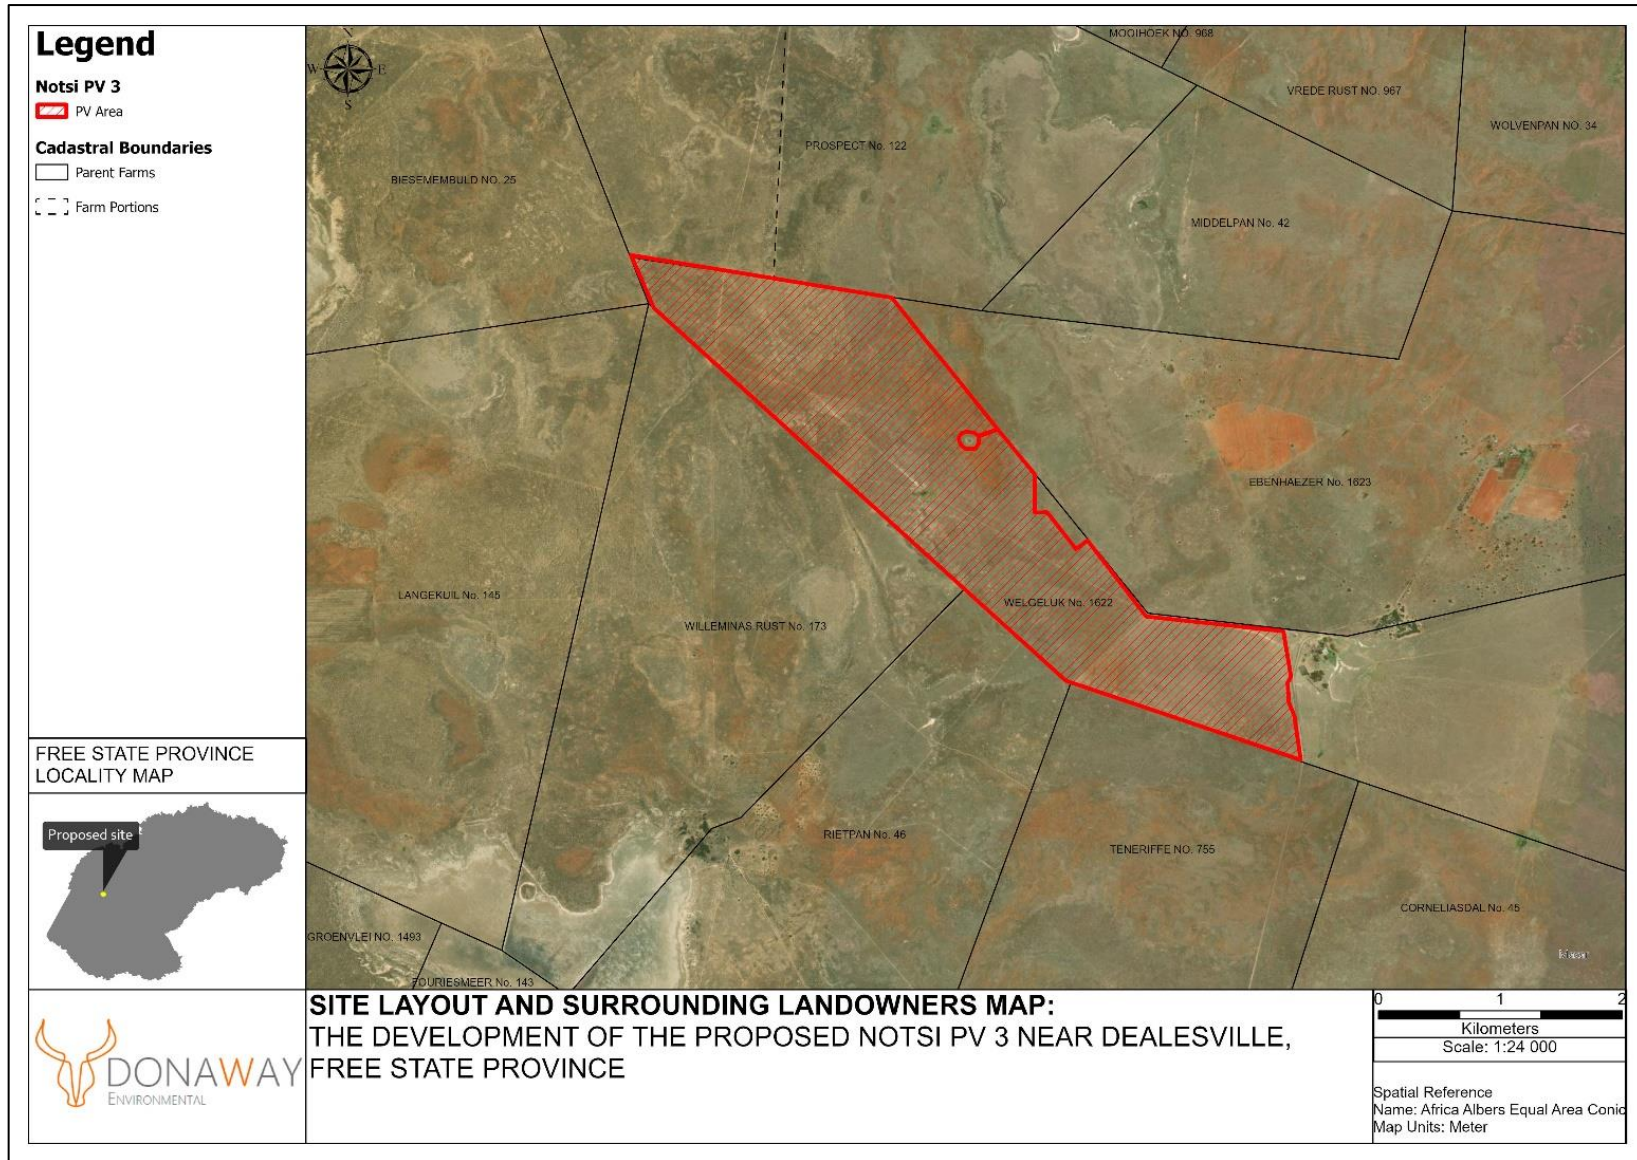 Legend
Notsi PV 3
PV Area
Cadastral Boundaries
Parent Farms
Farm Portions
N
W
E
S
MOOIHOEK NO. 968
VREDE RUST NO. 967
WOLVENPAN NO. 34
PROSPECT No. 122
BIESEMEMBULD NO. 25
MIDDELPAN No. 42
EBENHAEZER No. 1623
LANGEKUIL No. 145
WELGELUK No. 1622
WILLEMINAS RUST No. 173
RIETPAN No. 46
TENERIFFE NO. 755
CORNELIASDAL No. 45
GROENVLEI NO. 1493
FOURIESMEER No. 143
FREE STATE PROVINCE
LOCALITY MAP
Proposed site
DONAWAY
ENVIRONMENTAL
SITE LAYOUT AND SURROUNDING LANDOWNERS MAP:
THE DEVELOPMENT OF THE PROPOSED NOTSI PV 3 NEAR DEALESVILLE,
FREE STATE PROVINCE
0 1 2
Kilometers
Scale: 1:24 000
Spatial Reference
Name: Africa Albers Equal Area Conic
Map Units: Meter